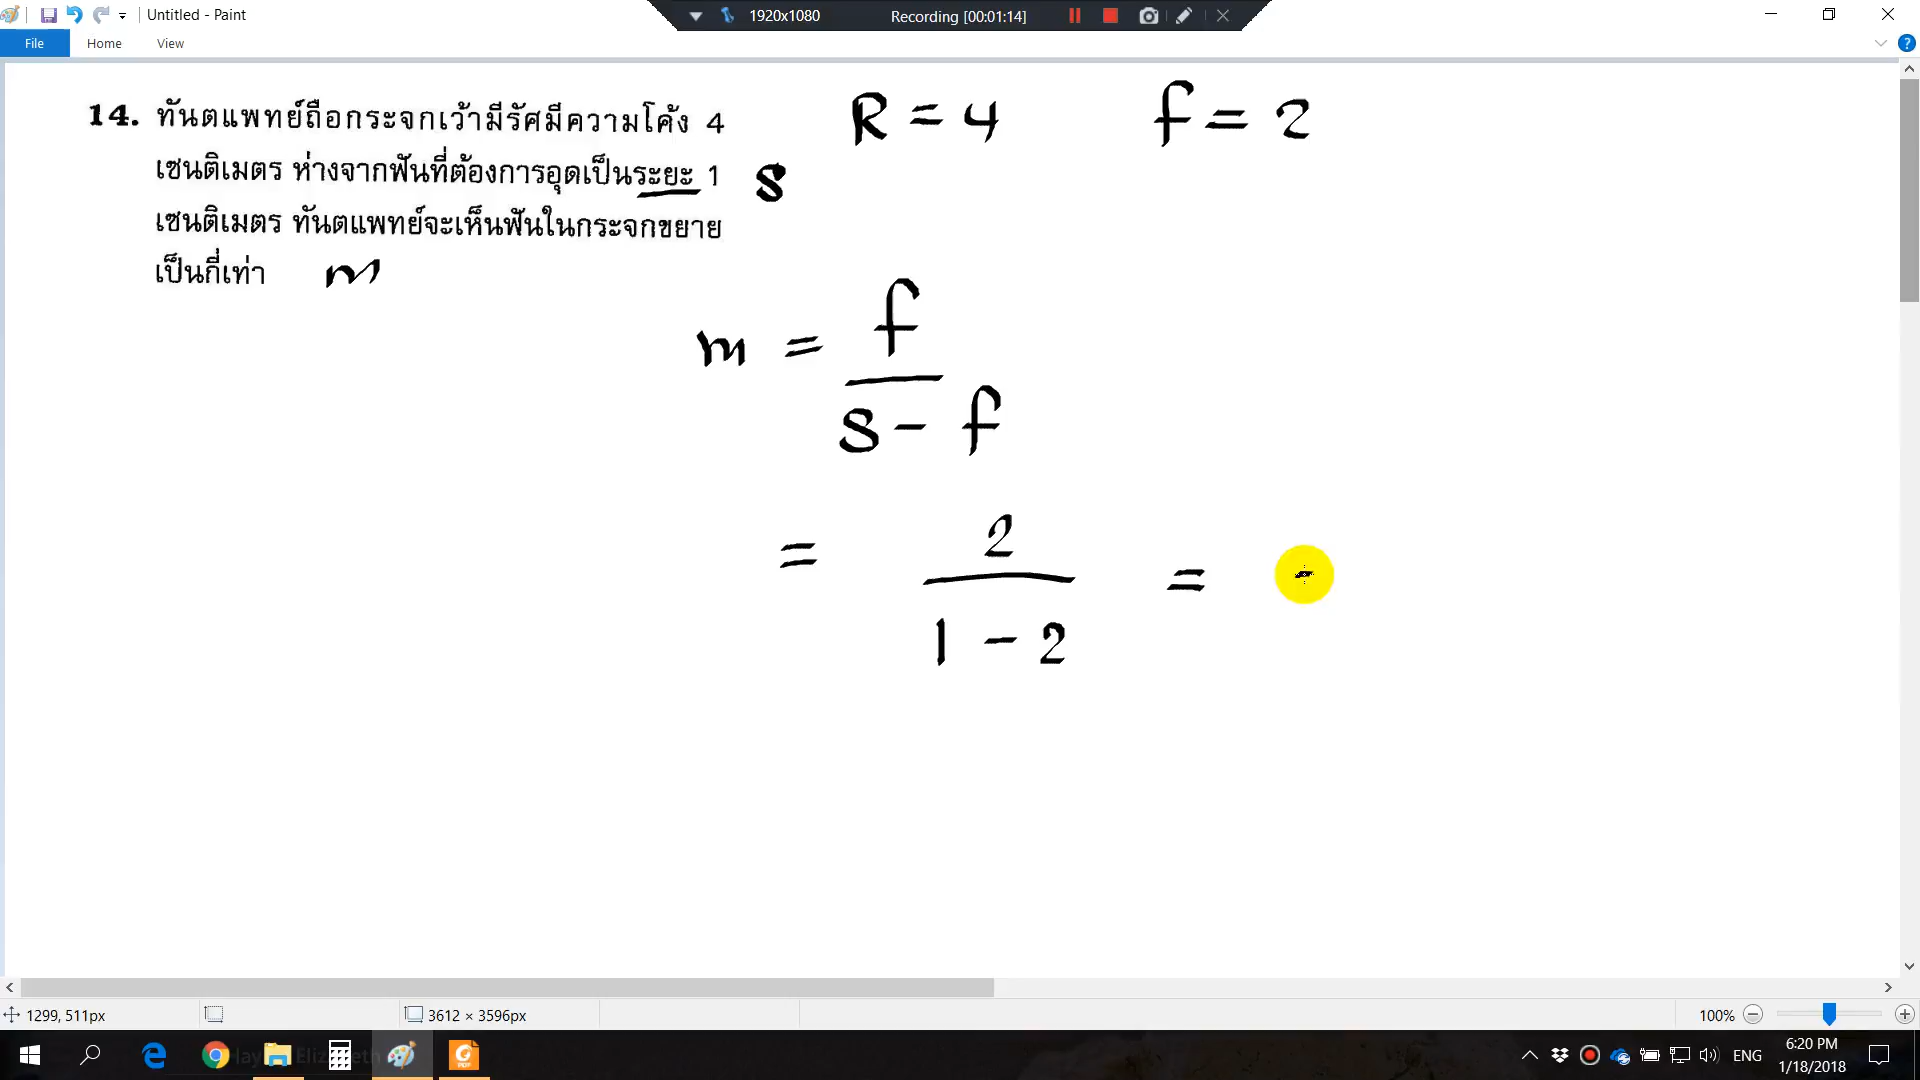 Untitled - Paint
1920x1080
Recording [00:01:14]
File Home View
14. ทันตแพทย์ถือกระจกเว้ามีรัศมีความโค้ง 4
เซนติเมตร ห่างจากฟันที่ต้องการอุดเป็นระยะ 1
เซนติเมตร ทันตแพทย์จะเห็นฟันในกระจกขยาย
เป็นกี่เท่า m
R = 4 f = 2
s
m = f
s - f
= 2 = -
1 - 2
1299, 511px
3612 × 3596px
100%
ENG
6:20 PM
1/18/2018